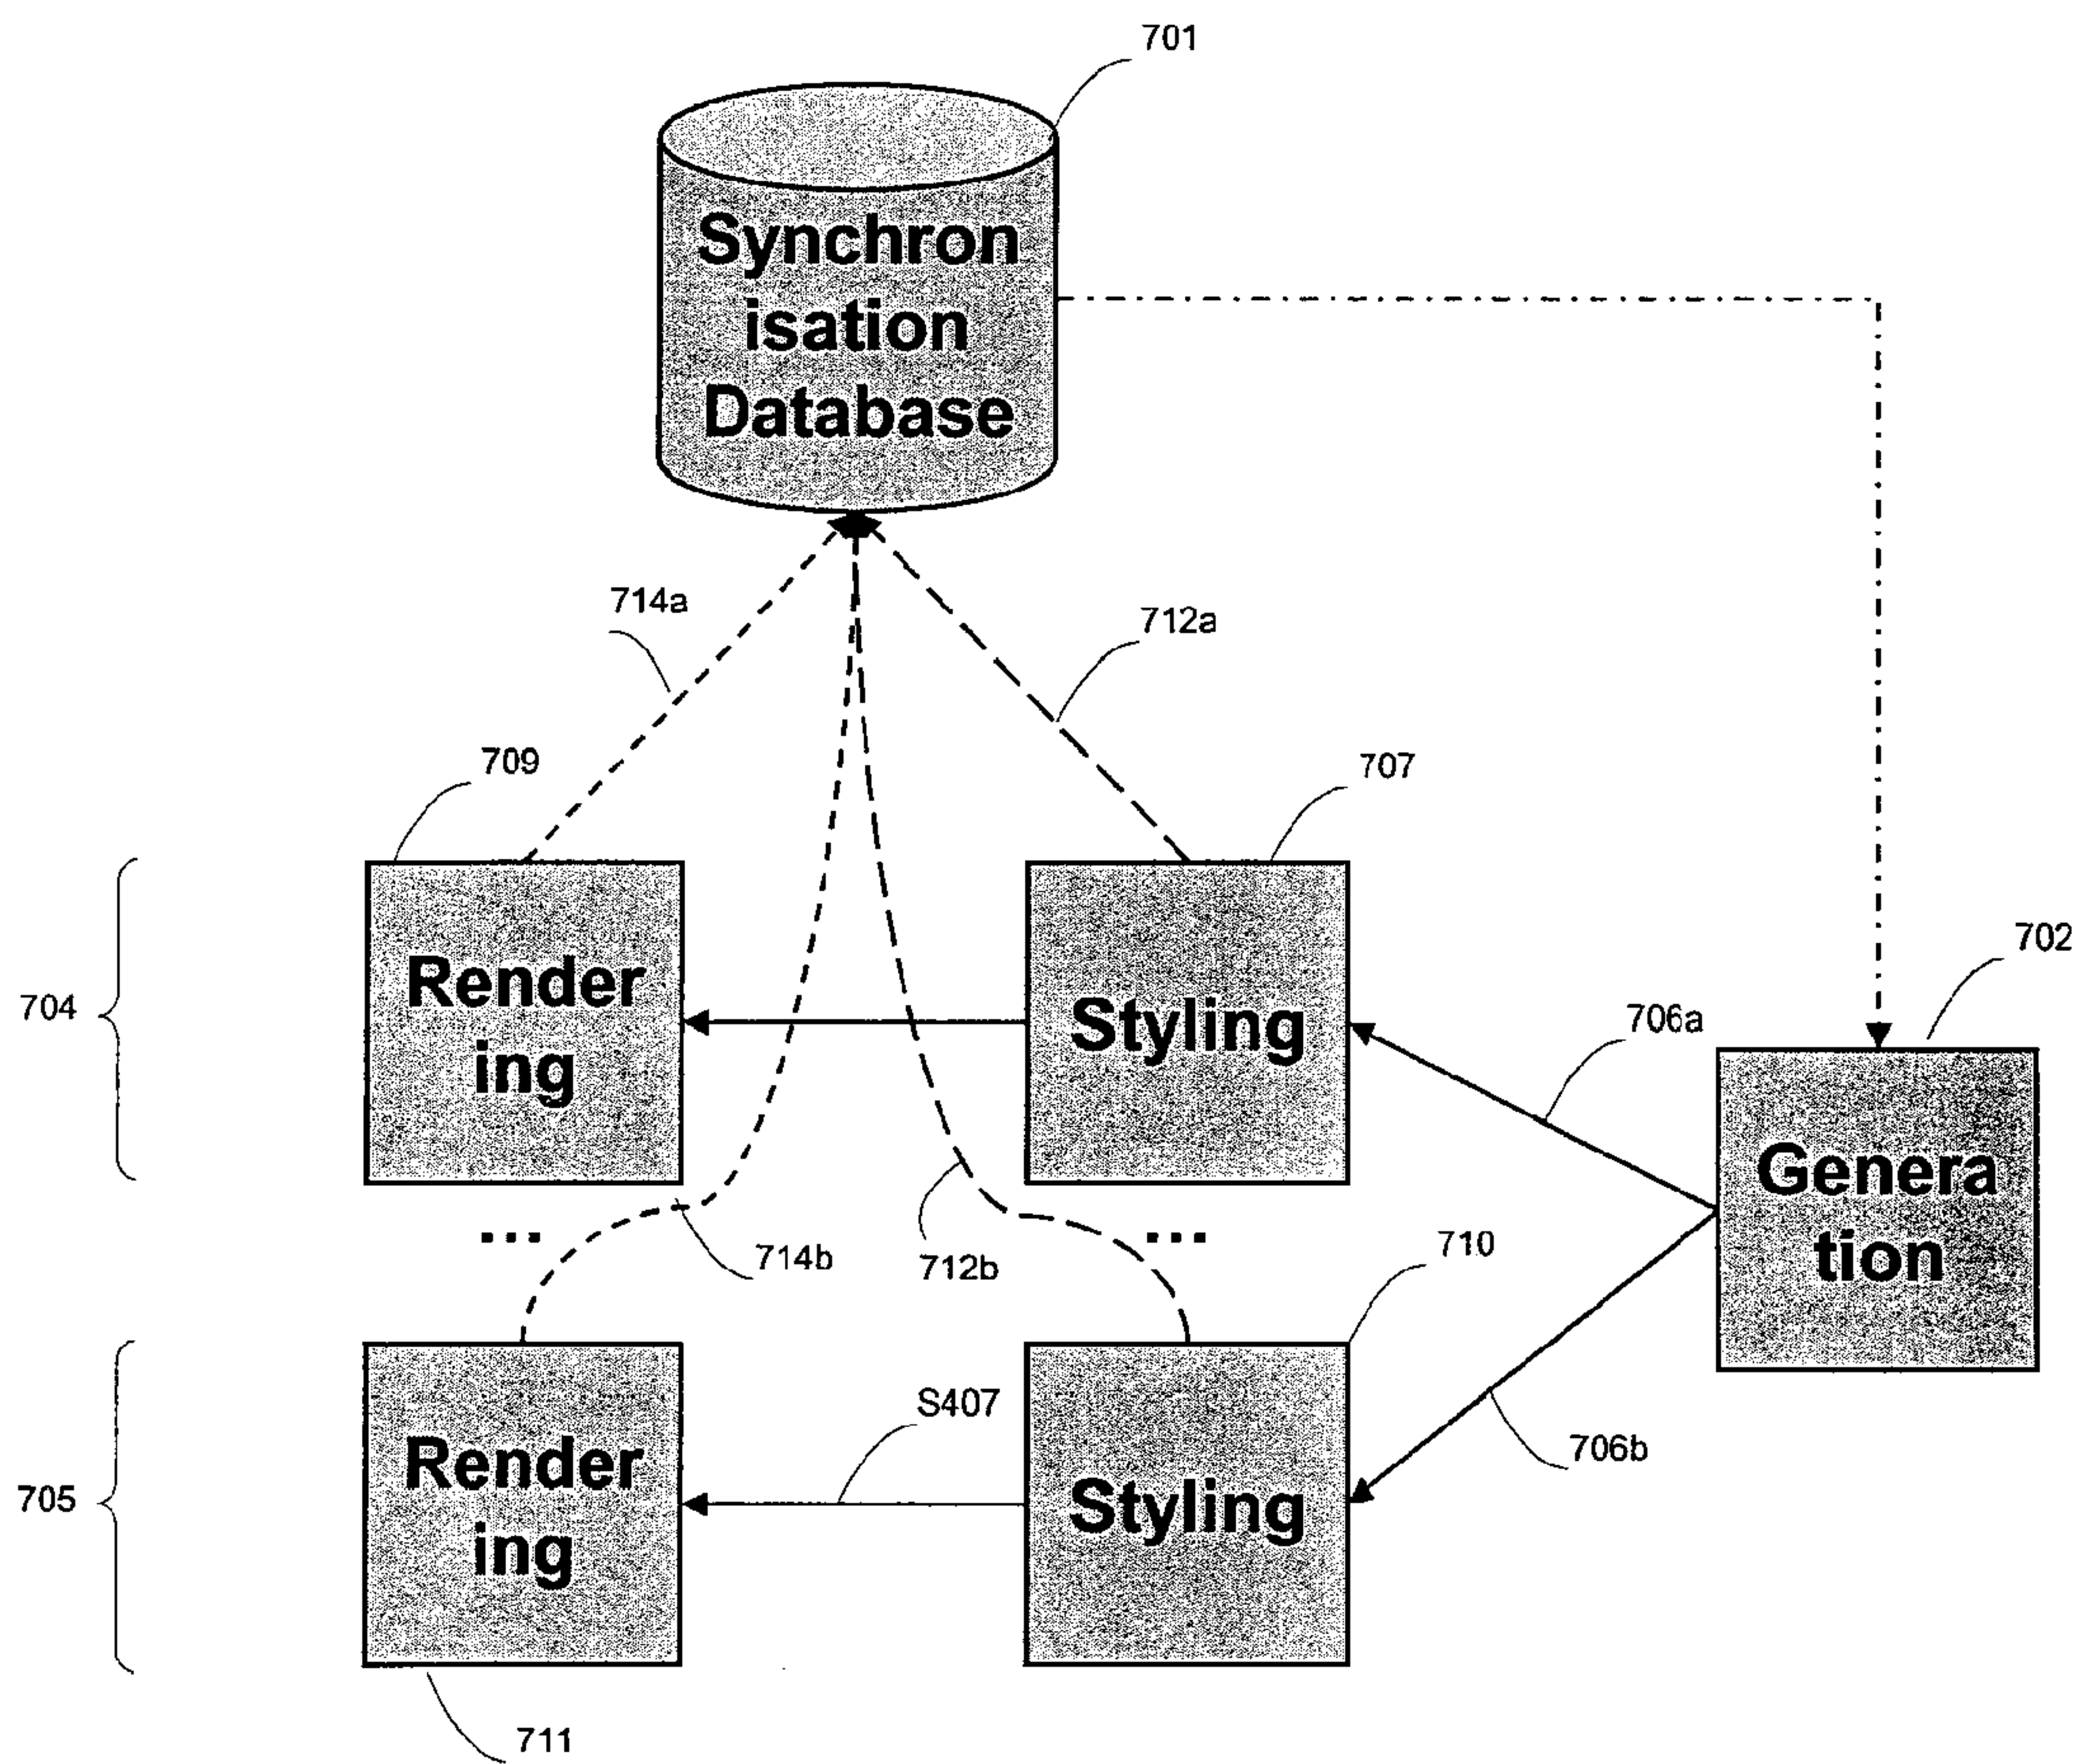 701
Synchron
isation
Database
714a
712a
709
707
702
704
Render
ing
Styling
706a
Genera
tion
...
714b
712b
...
710
705
Render
ing
S407
Styling
706b
711